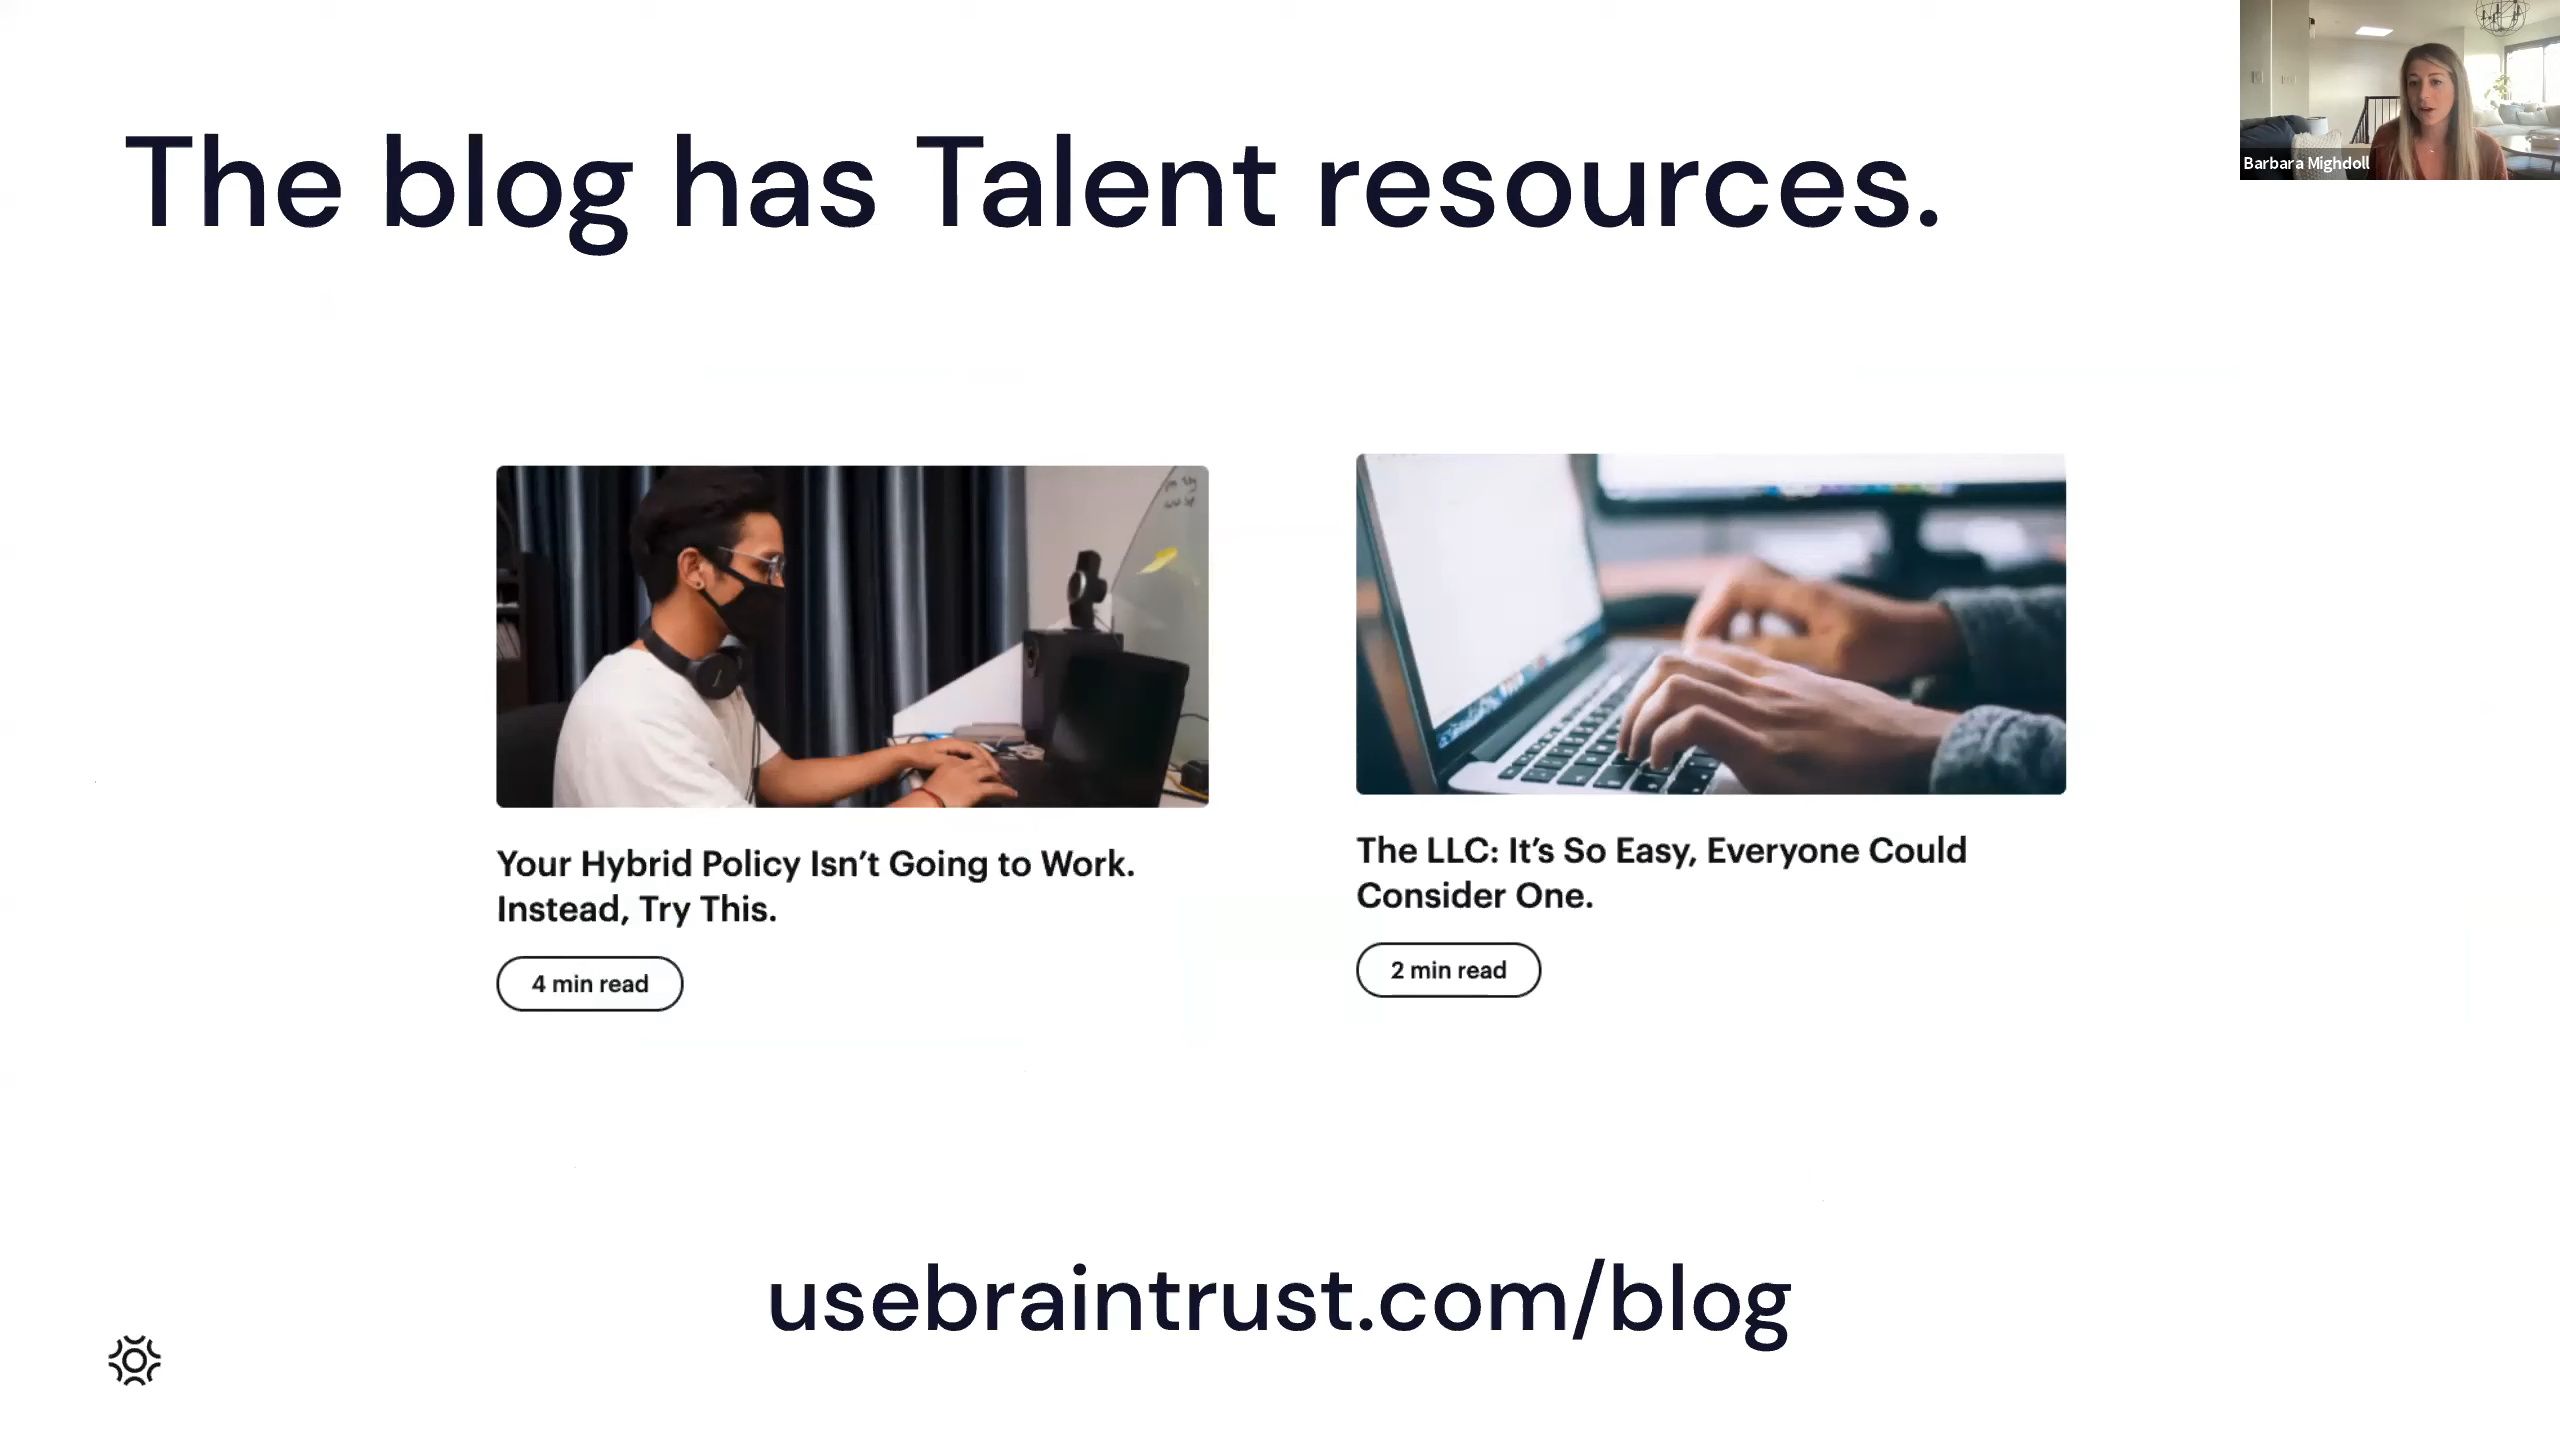 The blog has Talent resources.
Barbara Mighdoll
Your Hybrid Policy Isn't Going to Work.
Instead, Try This.
4 min read
The LLC: It's So Easy, Everyone Could
Consider One.
2 min read
usebraintrust.com/blog